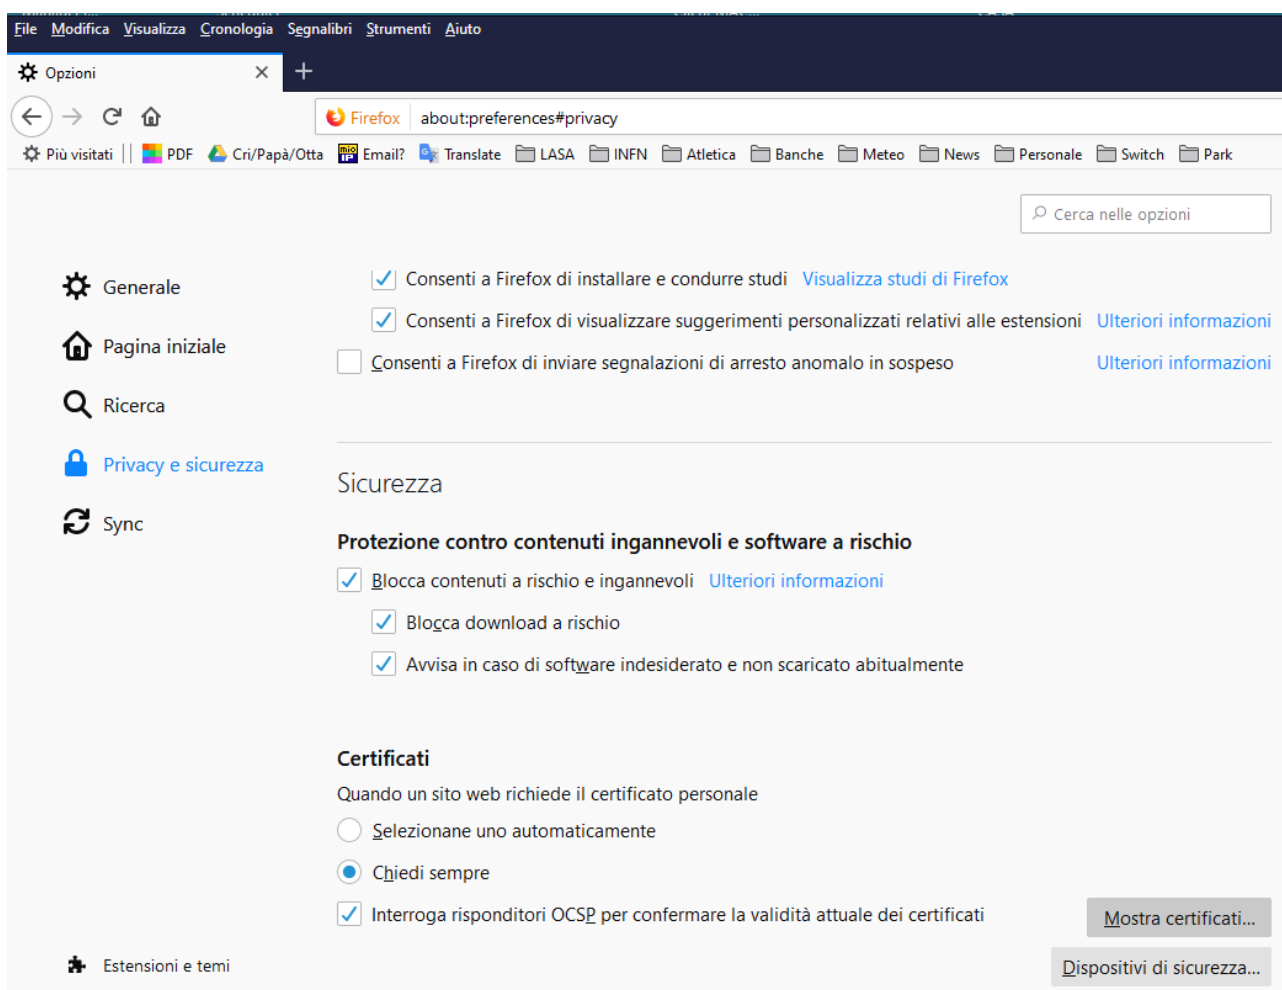 File Modifica Visualizza Cronologia Segnalibri Strumenti Aiuto
Opzioni
Firefox about:preferences#privacy
Più visitati || PDF Cri/Papà/Otta mio IP Email? Translate LASA INFN Atletica Banche Meteo News Personale Switch Park
Cerca nelle opzioni
Generale
Pagina iniziale
Ricerca
Privacy e sicurezza
Sync
Estensioni e temi
Consenti a Firefox di installare e condurre studi Visualizza studi di Firefox
Consenti a Firefox di visualizzare suggerimenti personalizzati relativi alle estensioni Ulteriori informazioni
Consenti a Firefox di inviare segnalazioni di arresto anomalo in sospeso Ulteriori informazioni
Sicurezza
Protezione contro contenuti ingannevoli e software a rischio
Blocca contenuti a rischio e ingannevoli Ulteriori informazioni
Blocca download a rischio
Avvisa in caso di software indesiderato e non scaricato abitualmente
Certificati
Quando un sito web richiede il certificato personale
Selezionane uno automaticamente
Chiedi sempre
Interroga risponditori OCSP per confermare la validità attuale dei certificati
Mostra certificati...
Dispositivi di sicurezza...